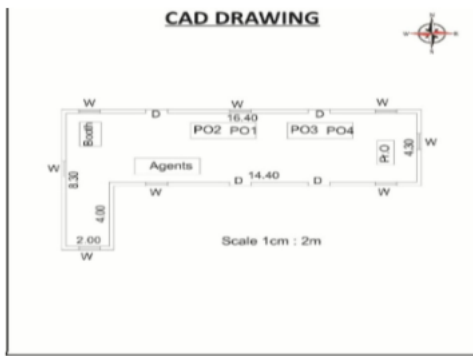 CAD DRAWING
N
W
E
S
W
W
W
D
16.40
D
Booth
PO2 PO1
PO3 PO4
W
Pr.O
4.30
W
Agents
8.30
W
D
14.40
D
W
4.00
2.00
W
Scale 1cm : 2m